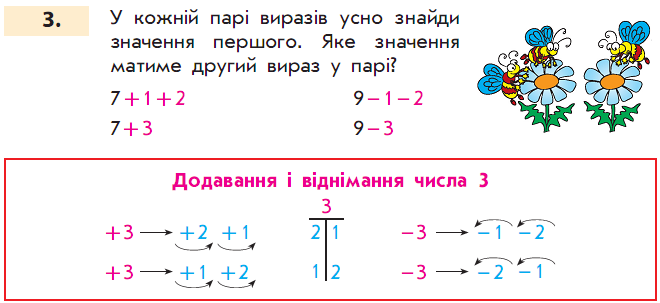 3. У кожній парі виразів усно знайди
значення першого. Яке значення
матиме другий вираз у парі?
7+1+2 9−1−2
7+3 9−3
Додавання і віднімання числа 3
3
+3 → +2 +1 2 1 −3 → −1 −2
+3 → +1 +2 1 2 −3 → −2 −1